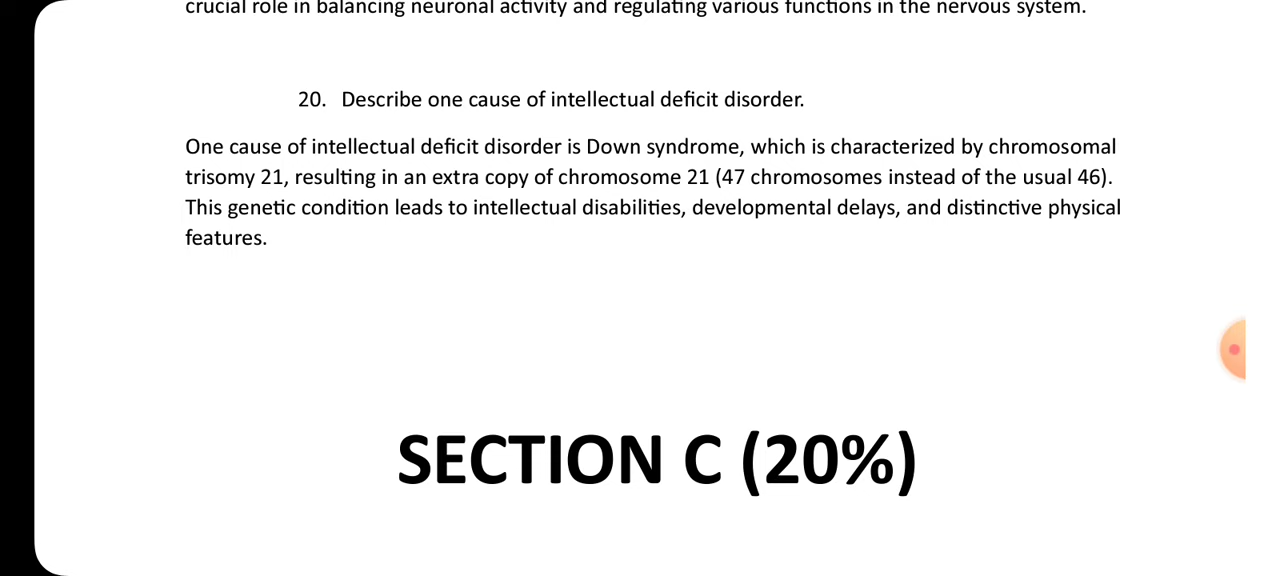 crucial role in balancing neuronal activity and regulating various functions in the nervous system.
20. Describe one cause of intellectual deficit disorder.
One cause of intellectual deficit disorder is Down syndrome, which is characterized by chromosomal
trisomy 21, resulting in an extra copy of chromosome 21 (47 chromosomes instead of the usual 46).
This genetic condition leads to intellectual disabilities, developmental delays, and distinctive physical
features.
SECTION C (20%)